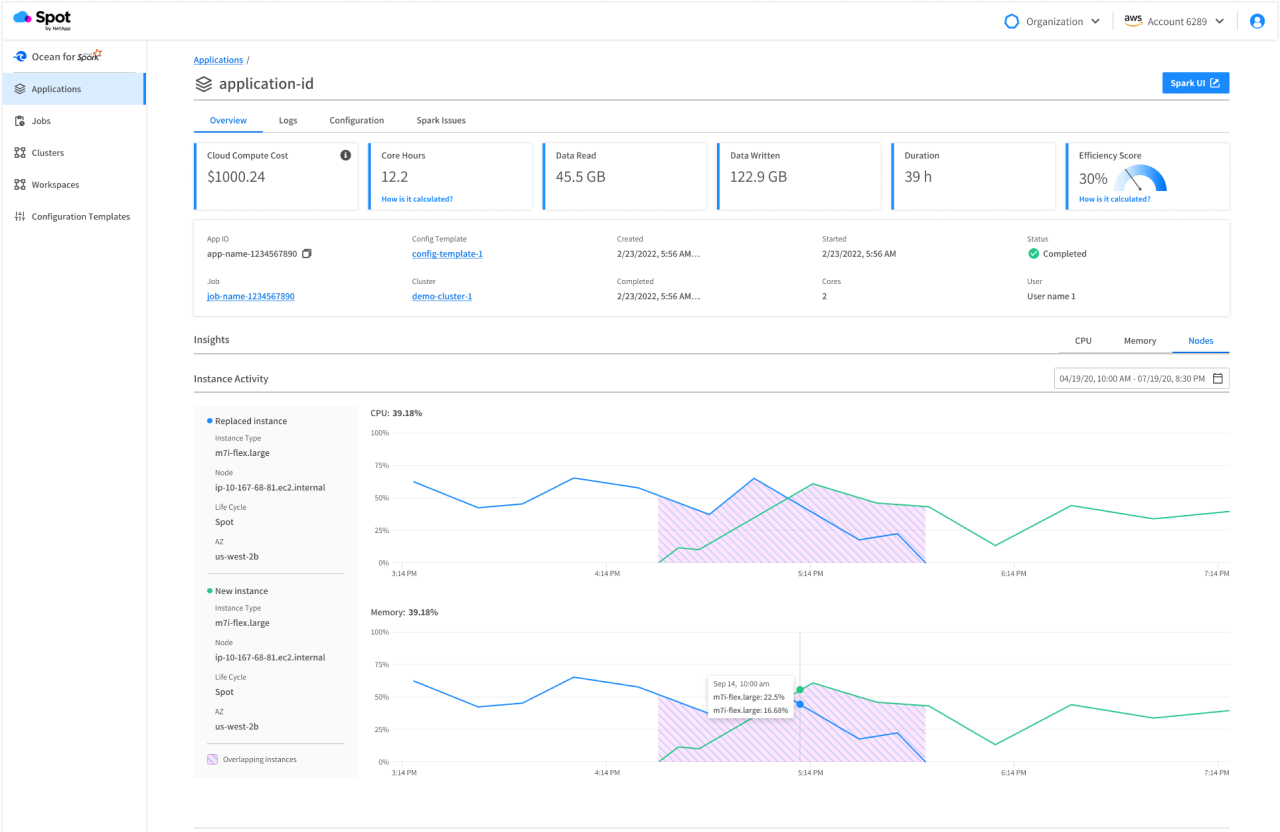 Spot
by NetApp
Organization
aws Account 6289
Ocean for Spark
Applications
Jobs
Clusters
Workspaces
Configuration Templates
Applications /
application-id
Spark UI
Overview Logs Configuration Spark Issues
Cloud Compute Cost
$1000.24
Core Hours
12.2
How is it calculated?
Data Read
45.5 GB
Data Written
122.9 GB
Duration
39 h
Efficiency Score
30%
How is it calculated?
App ID
app-name-1234567890
Config Template
config-template-1
Created
2/23/2022, 5:56 AM...
Started
2/23/2022, 5:56 AM
Status
Completed
Job
job-name-1234567890
Cluster
demo-cluster-1
Completed
2/23/2022, 5:56 AM...
Cores
2
User
User name 1
Insights
CPU Memory Nodes
Instance Activity
04/19/20, 10:00 AM - 07/19/20, 8:30 PM
Replaced instance
Instance Type
m7i-flex.large
Node
ip-10-167-68-81.ec2.internal
Life Cycle
Spot
AZ
us-west-2b
New instance
Instance Type
m7i-flex.large
Node
ip-10-167-68-81.ec2.internal
Life Cycle
Spot
AZ
us-west-2b
Overlapping instances
CPU: 39.18%
100%
75%
50%
25%
0%
3:14 PM 4:14 PM 5:14 PM 6:14 PM 7:14 PM
Memory: 39.18%
100%
75%
50%
25%
0%
Sep 14, 10:00 am
m7i-flex.large: 22.5%
m7i-flex.large: 16.68%
3:14 PM 4:14 PM 5:14 PM 6:14 PM 7:14 PM